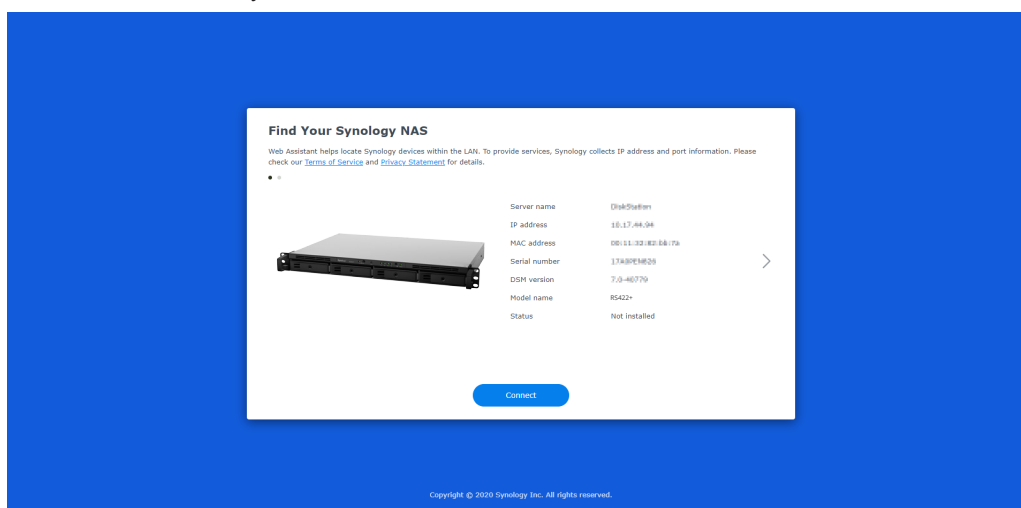 Find Your Synology NAS
Web Assistant helps locate Synology devices within the LAN. To provide services, Synology collects IP address and port information. Please
check our Terms of Service and Privacy Statement for details.
Server name
IP address
MAC address
Serial number
DSM version
Model name RS422+
Status Not installed
Connect
Copyright © 2020 Synology Inc. All rights reserved.